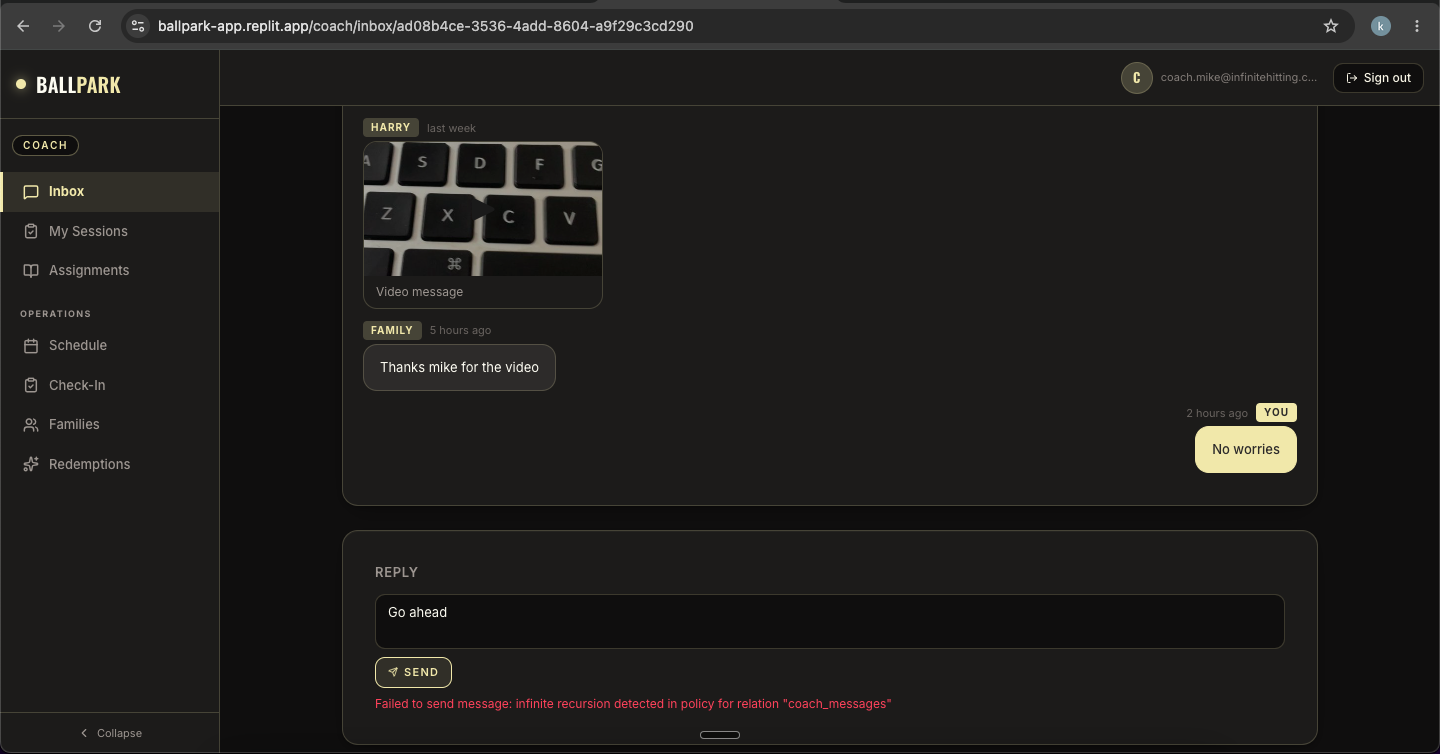 ballpark-app.replit.app/coach/inbox/ad08b4ce-3536-4add-8604-a9f29c3cd290
k
BALLPARK
C
coach.mike@infinitehitting.c...
Sign out
COACH
Inbox
My Sessions
Assignments
OPERATIONS
Schedule
Check-In
Families
Redemptions
Collapse
HARRY last week
A S D F G
Z X C V
⌘
Video message
FAMILY 5 hours ago
Thanks mike for the video
2 hours ago YOU
No worries
REPLY
Go ahead
SEND
Failed to send message: infinite recursion detected in policy for relation "coach_messages"